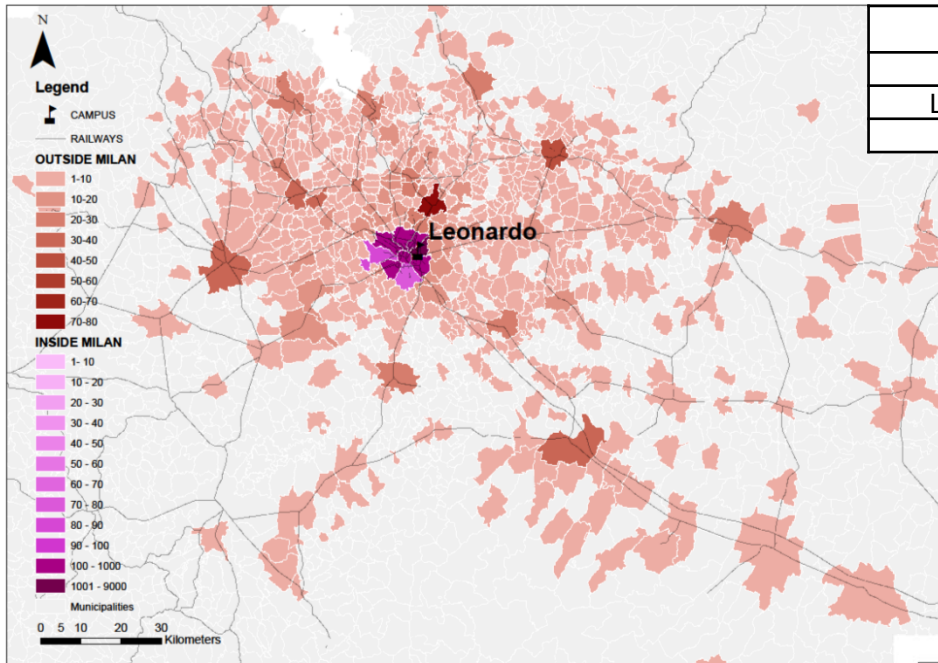 N
Legend
CAMPUS
RAILWAYS
OUTSIDE MILAN
1-10
10-20
20-30
30-40
40-50
50-60
60-70
70-80
INSIDE MILAN
1- 10
10 - 20
20 - 30
30 - 40
40 - 50
50 - 60
60 - 70
70 - 80
80 - 90
90 - 100
100 - 1000
1001 - 9000
Municipalities
0 5 10 20 30
Kilometers
Leonardo
L